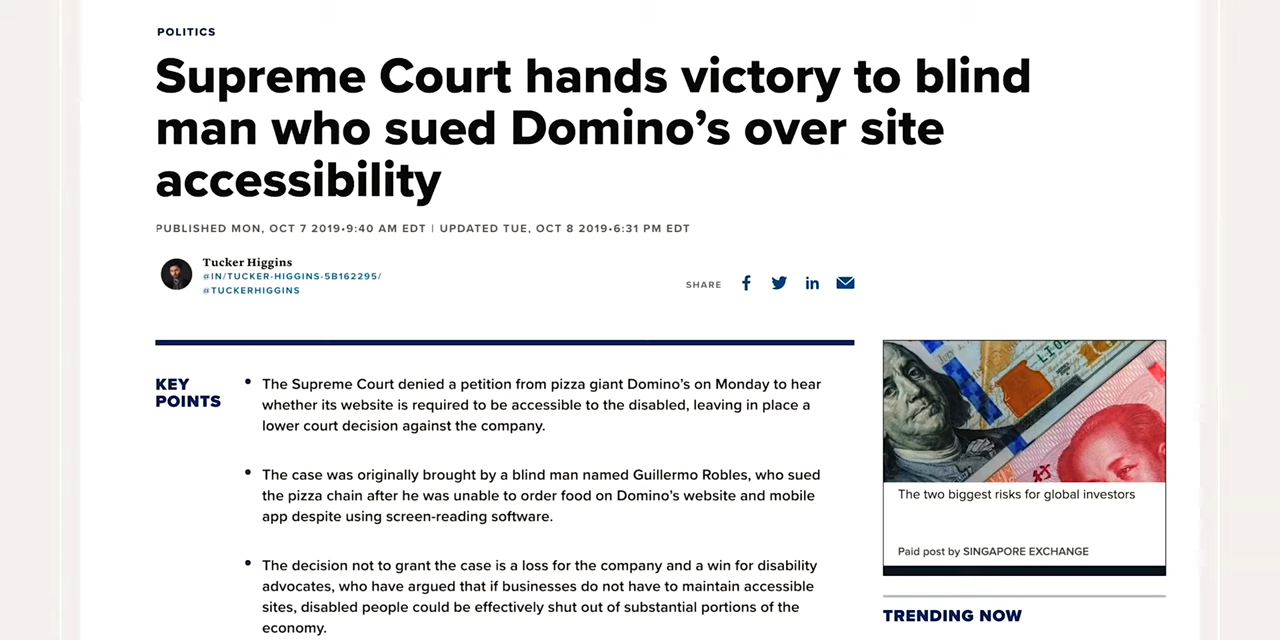 POLITICS
Supreme Court hands victory to blind
man who sued Domino’s over site
accessibility
PUBLISHED MON, OCT 7 2019•9:40 AM EDT | UPDATED TUE, OCT 8 2019•6:31 PM EDT
Tucker Higgins
@IN/TUCKER-HIGGINS-5B162295/
@TUCKERHIGGINS
SHARE
KEY
POINTS
• The Supreme Court denied a petition from pizza giant Domino’s on Monday to hear
whether its website is required to be accessible to the disabled, leaving in place a
lower court decision against the company.
• The case was originally brought by a blind man named Guillermo Robles, who sued
the pizza chain after he was unable to order food on Domino’s website and mobile
app despite using screen-reading software.
• The decision not to grant the case is a loss for the company and a win for disability
advocates, who have argued that if businesses do not have to maintain accessible
sites, disabled people could be effectively shut out of substantial portions of the
economy.
The two biggest risks for global investors
Paid post by SINGAPORE EXCHANGE
TRENDING NOW